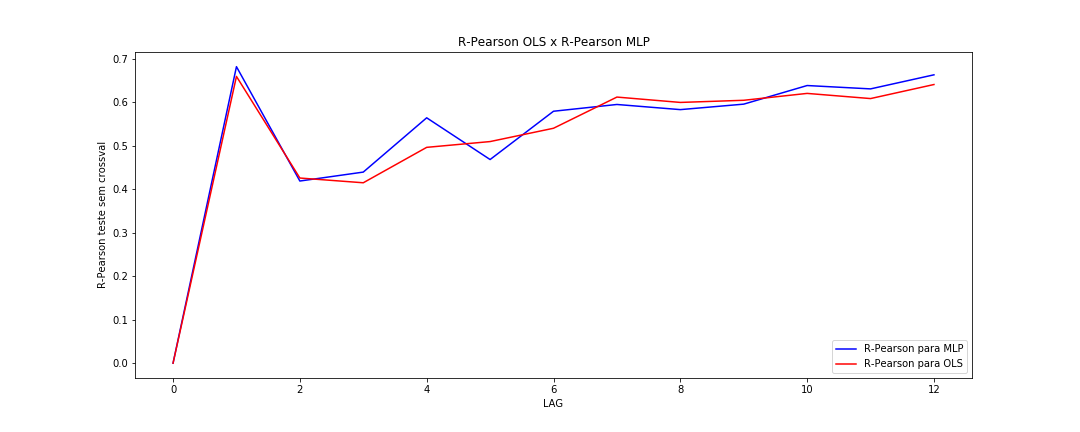 R-Pearson OLS x R-Pearson MLP
0.7
0.6
0.5
0.4
0.3
0.2
0.1
0.0
R-Pearson teste sem crossval
0 2 4 6 8 10 12
LAG
R-Pearson para MLP
R-Pearson para OLS